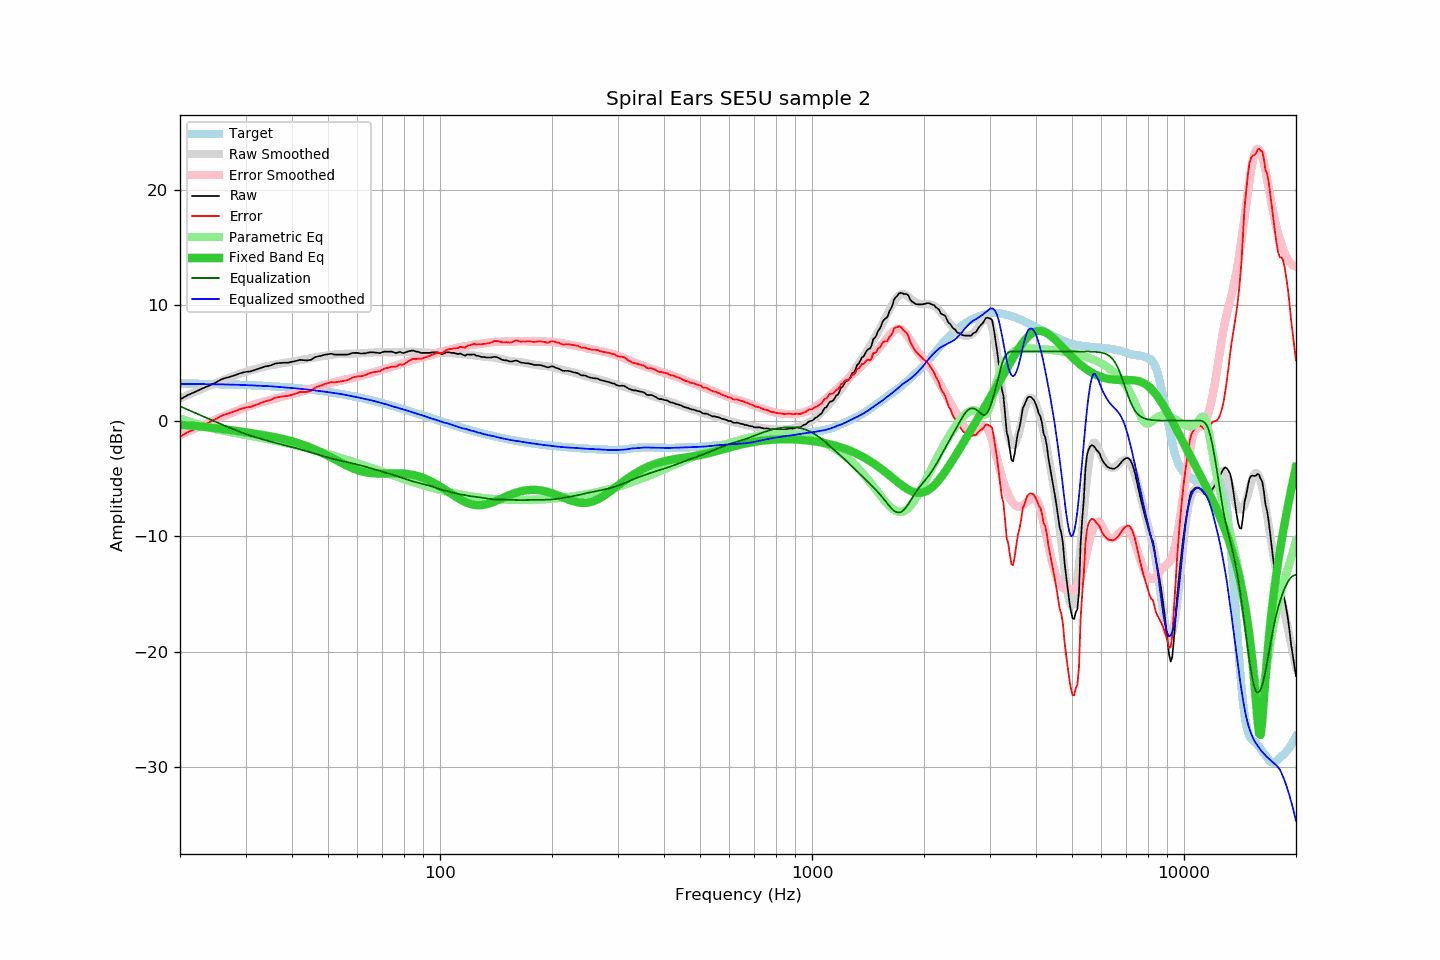 Spiral Ears SE5U sample 2
Target
Raw Smoothed
Error Smoothed
Raw
Error
Parametric Eq
Fixed Band Eq
Equalization
Equalized smoothed
20
10
0
−10
−20
−30
Amplitude (dBr)
100 1000 10000
Frequency (Hz)